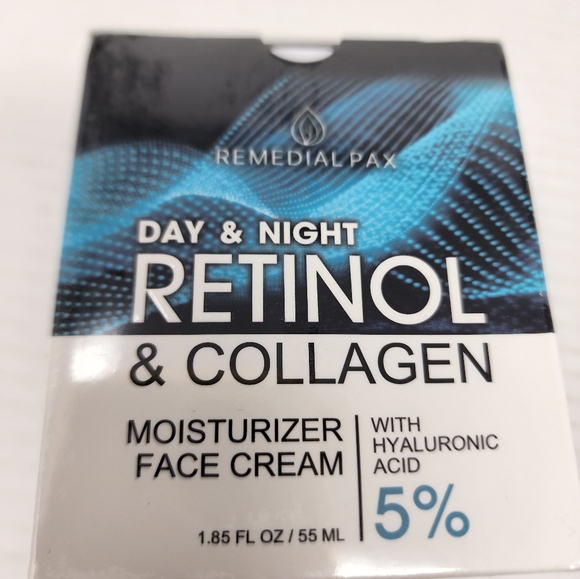 REMEDIAL PAX
DAY & NIGHT
RETINOL
& COLLAGEN
MOISTURIZER
FACE CREAM
1.85 FL OZ / 55 ML
WITH
HYALURONIC
ACID
5%